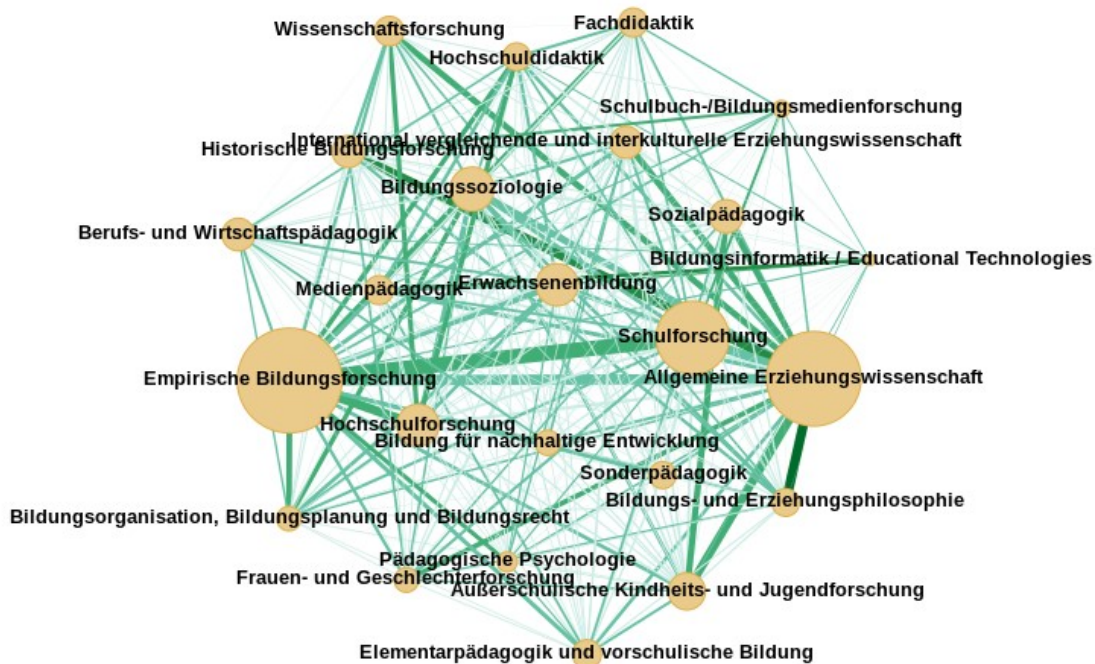 Wissenschaftsforschung
Fachdidaktik
Hochschuldidaktik
Schulbuch-/Bildungsmedienforschung
International vergleichende und interkulturelle Erziehungswissenschaft
Historische Bildungsforschung
Bildungssoziologie
Sozialpädagogik
Berufs- und Wirtschaftspädagogik
Bildungsinformatik / Educational Technologies
Medienpädagogik
Erwachsenenbildung
Schulforschung
Empirische Bildungsforschung
Allgemeine Erziehungswissenschaft
Hochschulforschung
Bildung für nachhaltige Entwicklung
Sonderpädagogik
Bildungs- und Erziehungsphilosophie
Bildungsorganisation, Bildungsplanung und Bildungsrecht
Pädagogische Psychologie
Frauen- und Geschlechterforschung
Außerschulische Kindheits- und Jugendforschung
Elementarpädagogik und vorschulische Bildung